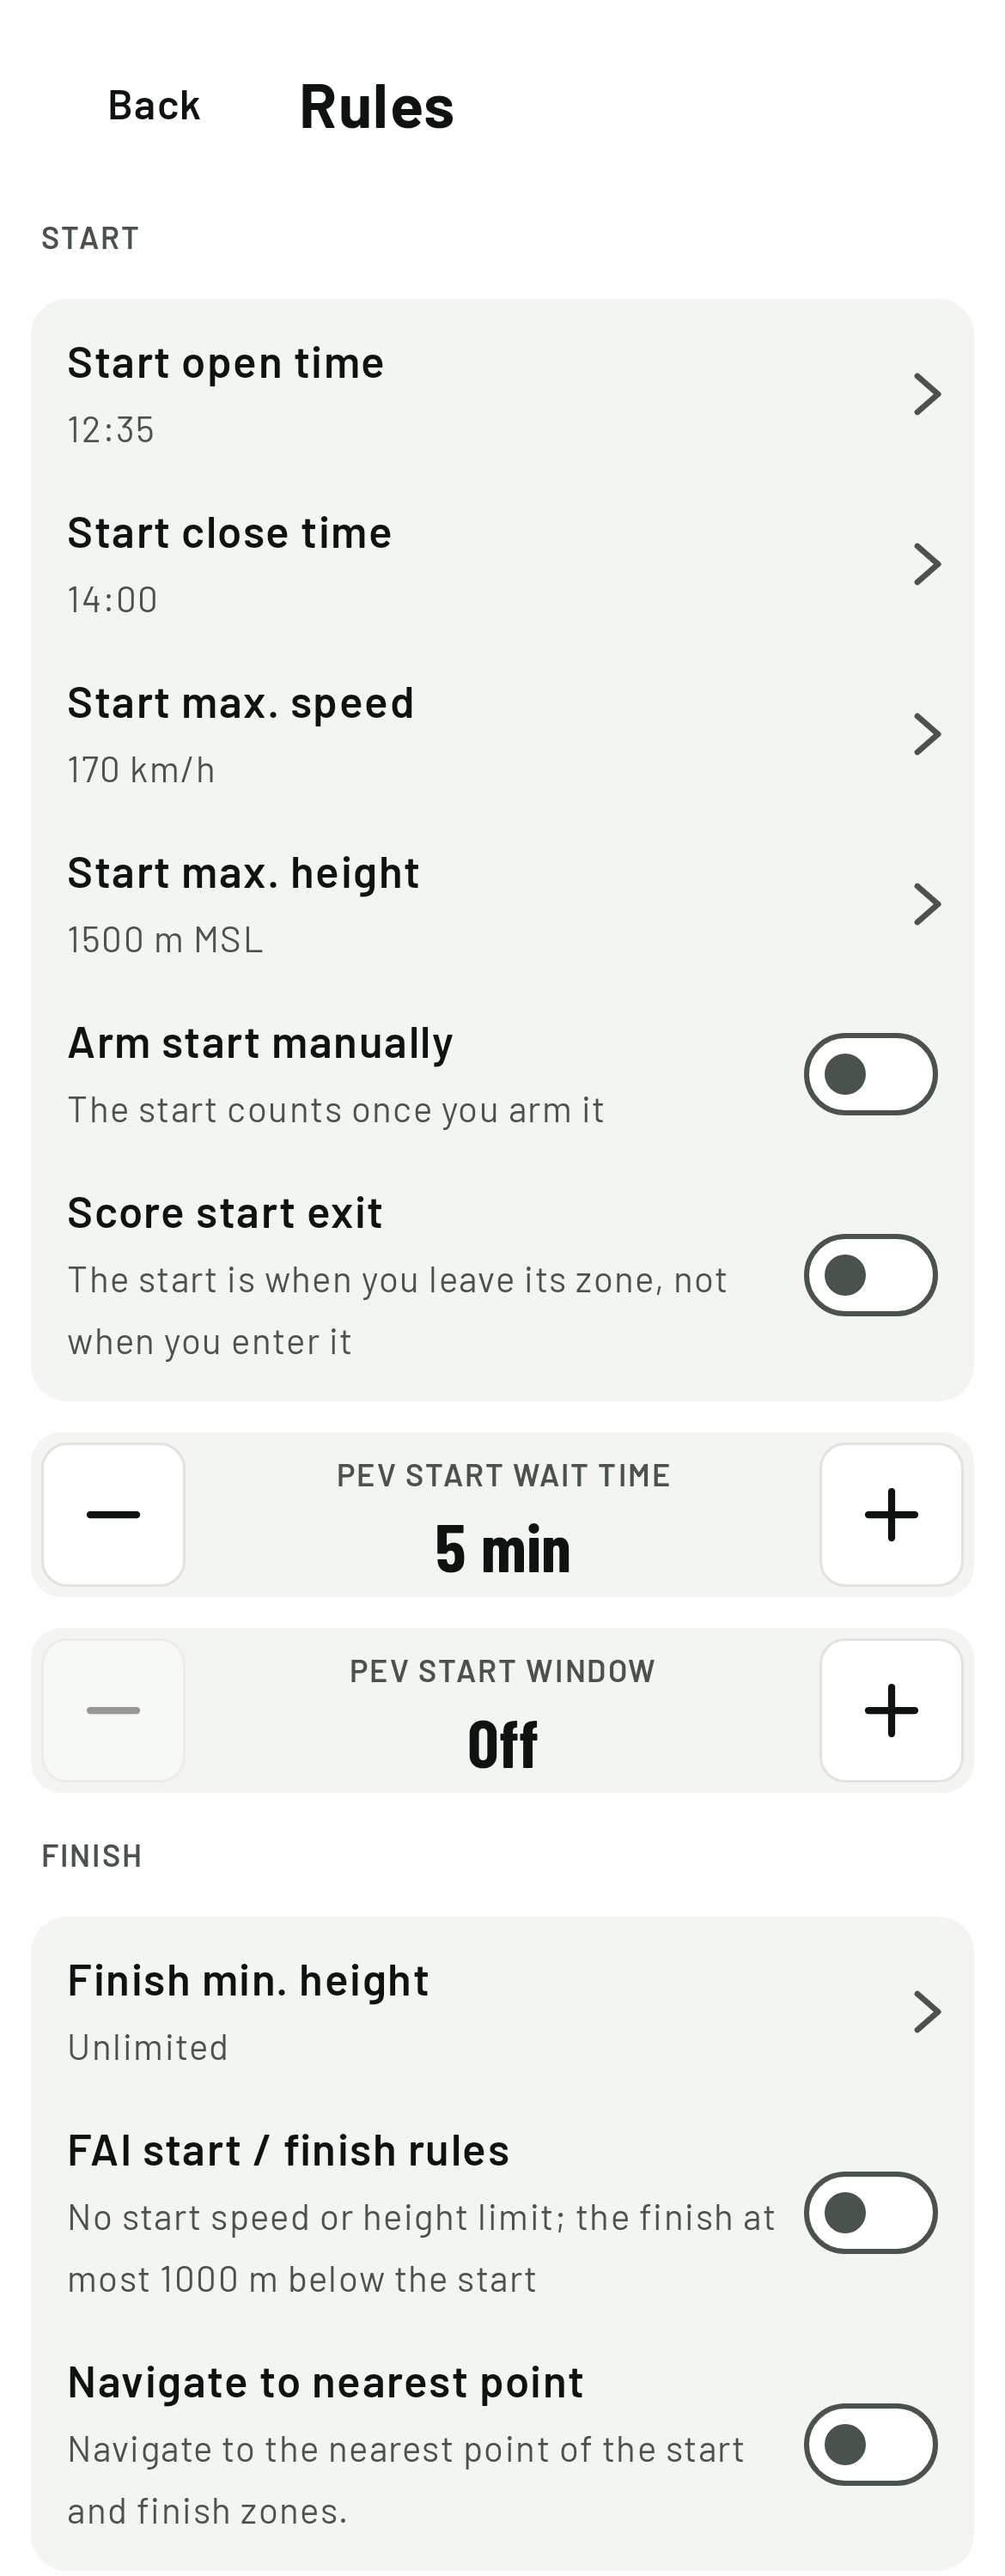 Back
Rules
START
Start open time
12:35
Start close time
14:00
Start max. speed
170 km/h
Start max. height
1500 m MSL
Arm start manually
The start counts once you arm it
Score start exit
The start is when you leave its zone, not
when you enter it
PEV START WAIT TIME
5 min
PEV START WINDOW
Off
FINISH
Finish min. height
Unlimited
FAI start / finish rules
No start speed or height limit; the finish at
most 1000 m below the start
Navigate to nearest point
Navigate to the nearest point of the start
and finish zones.